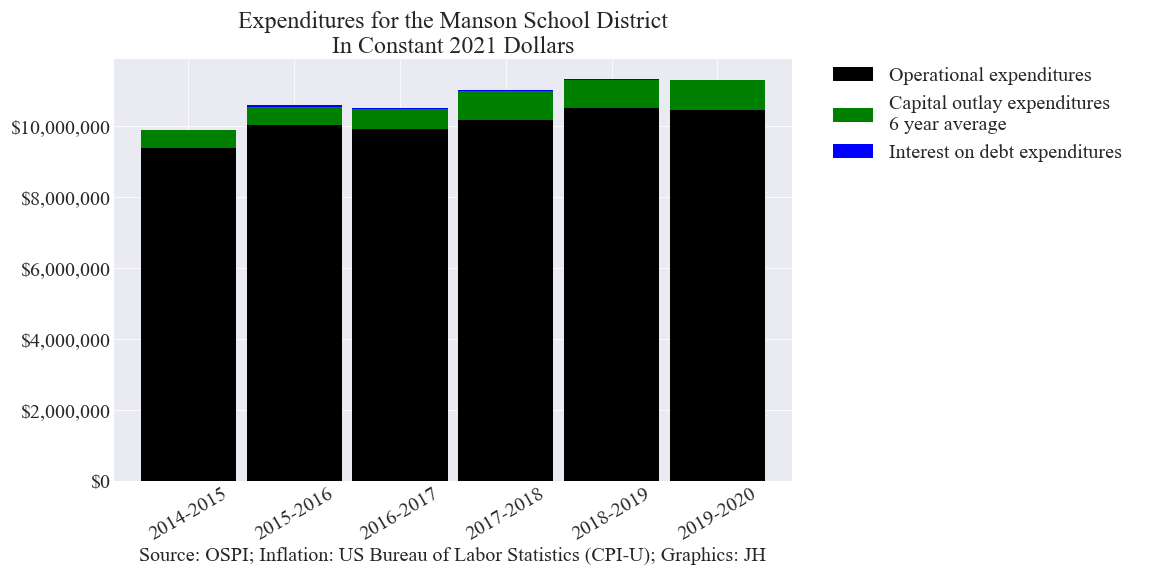 Expenditures for the Manson School District
In Constant 2021 Dollars
Operational expenditures
Capital outlay expenditures
6 year average
Interest on debt expenditures
$10,000,000
$8,000,000
$6,000,000
$4,000,000
$2,000,000
$0
2014-2015
2015-2016
2016-2017
2017-2018
2018-2019
2019-2020
Source: OSPI; Inflation: US Bureau of Labor Statistics (CPI-U); Graphics: JH